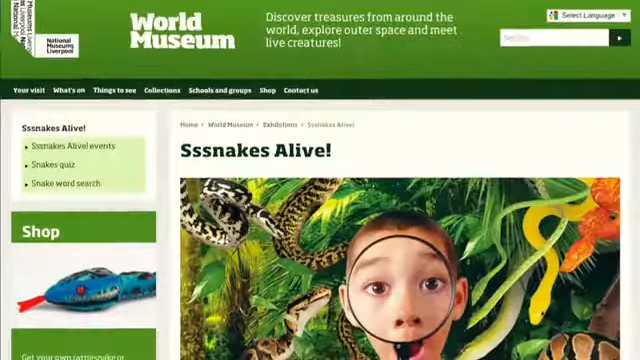 National Museums Liverpool
World Museum
Discover treasures from around the
world, explore outer space and meet
live creatures!
Select Language
Your visit What's on Things to see Collections Schools and groups Shop Contact us
Sssnakes Alive!
Sssnakes Alive! events
Snakes quiz
Snake word search
Home World Museum Exhibitions Sssnakes Alive!
Sssnakes Alive!
Shop
Get your own rattlesnake or